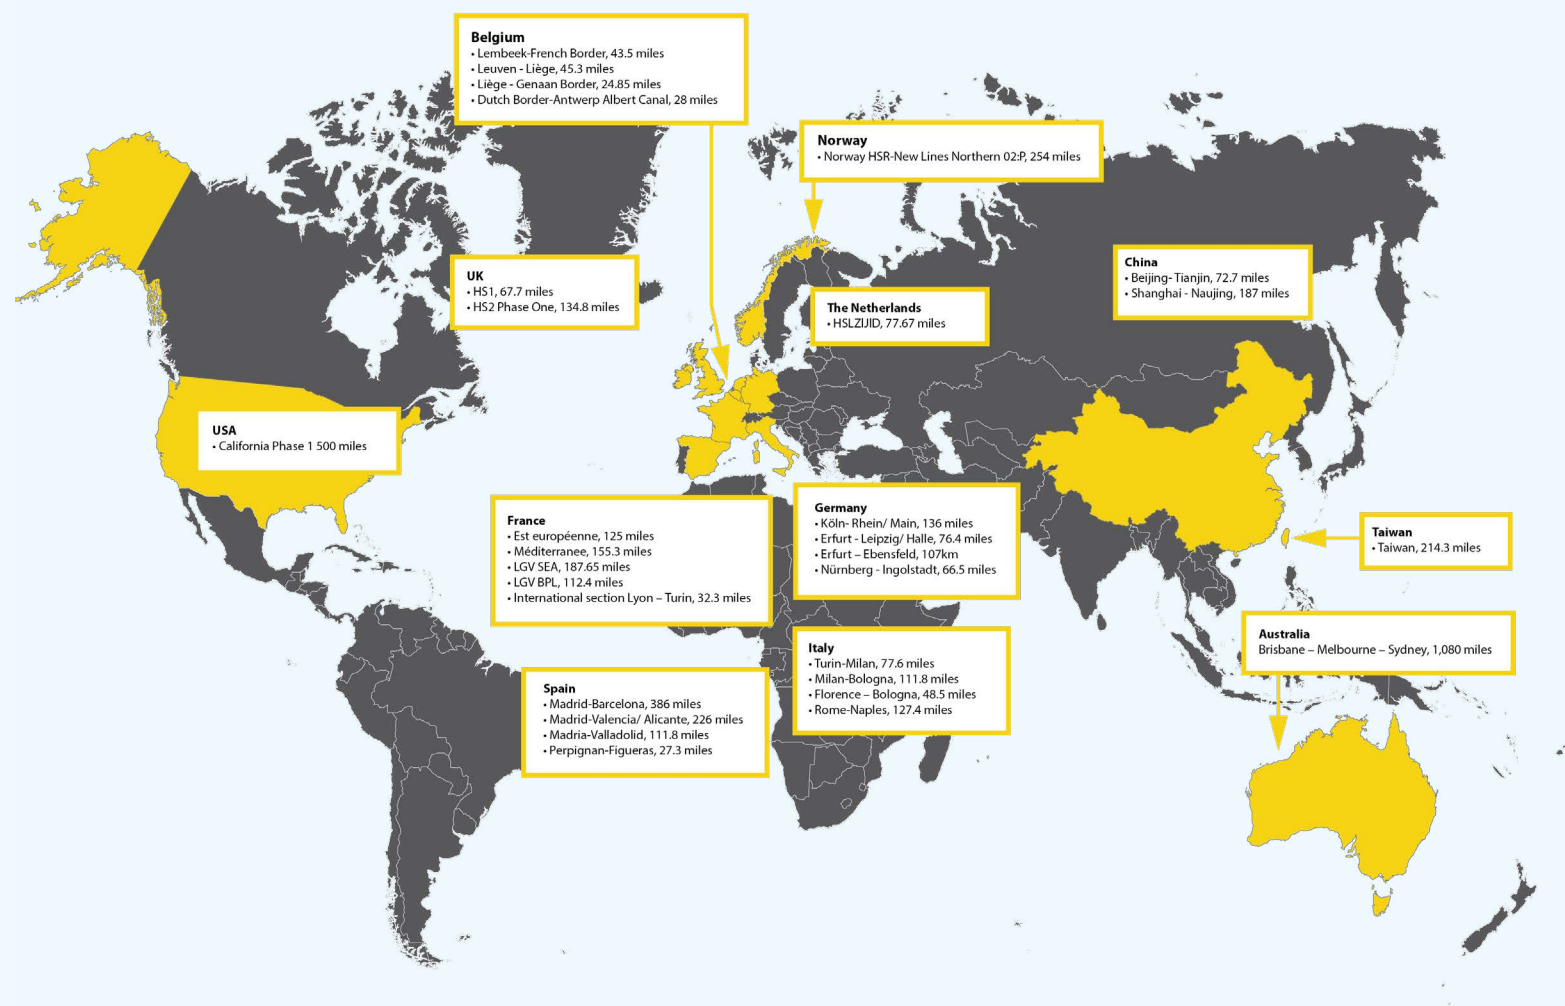 Belgium
• Lembeek-French Border, 43.5 miles
• Leuven - Liège, 45.3 miles
• Liège - Genaan Border, 24.85 miles
• Dutch Border-Antwerp Albert Canal, 28 miles
Norway
• Norway HSR-New Lines Northern 02:P, 254 miles
UK
• HS1, 67.7 miles
• HS2 Phase One, 134.8 miles
The Netherlands
• HSLZIJID, 77.67 miles
China
• Beijing- Tianjin, 72.7 miles
• Shanghai - Naujing, 187 miles
USA
• California Phase 1 500 miles
France
• Est européenne, 125 miles
• Méditerranee, 155.3 miles
• LGV SEA, 187.65 miles
• LGV BPL, 112.4 miles
• International section Lyon – Turin, 32.3 miles
Germany
• Köln- Rhein/ Main, 136 miles
• Erfurt - Leipzig/ Halle, 76.4 miles
• Erfurt – Ebensfeld, 107km
• Nürnberg - Ingolstadt, 66.5 miles
Taiwan
• Taiwan, 214.3 miles
Australia
Brisbane – Melbourne – Sydney, 1,080 miles
Italy
• Turin-Milan, 77.6 miles
• Milan-Bologna, 111.8 miles
• Florence – Bologna, 48.5 miles
• Rome-Naples, 127.4 miles
Spain
• Madrid-Barcelona, 386 miles
• Madrid-Valencia/ Alicante, 226 miles
• Madria-Valladolid, 111.8 miles
• Perpignan-Figueras, 27.3 miles